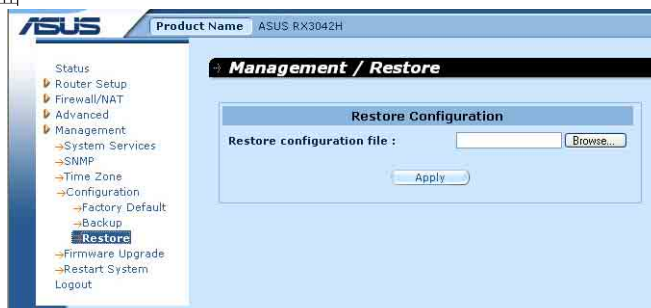 ASUS
Product Name ASUS RX3042H
Status
Router Setup
Firewall/NAT
Advanced
Management
→System Services
→SNMP
→Time Zone
→Configuration
→Factory Default
→Backup
Restore
→Firmware Upgrade
→Restart System
Logout
Management / Restore
Restore Configuration
Restore configuration file : Browse...
Apply